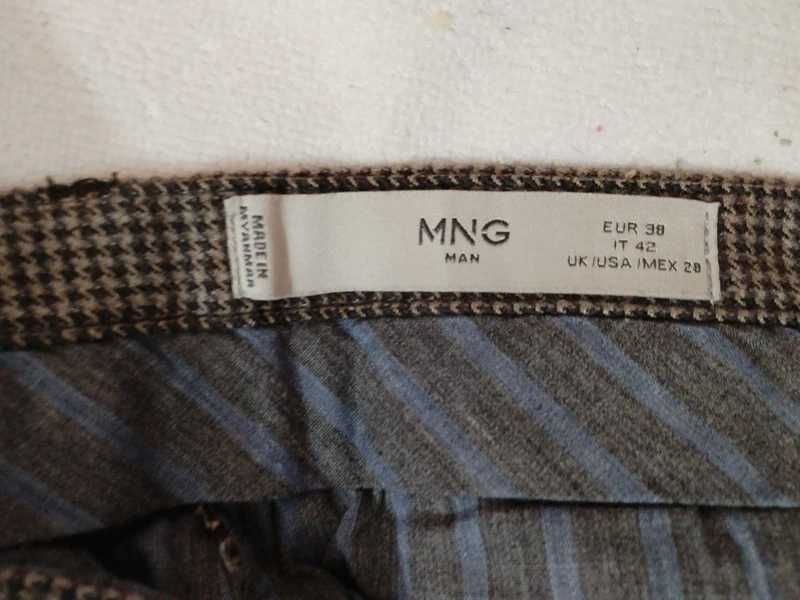 MADE IN
MYANMAR
MNG
MAN
EUR 38
IT 42
UK/USA/MEX 28